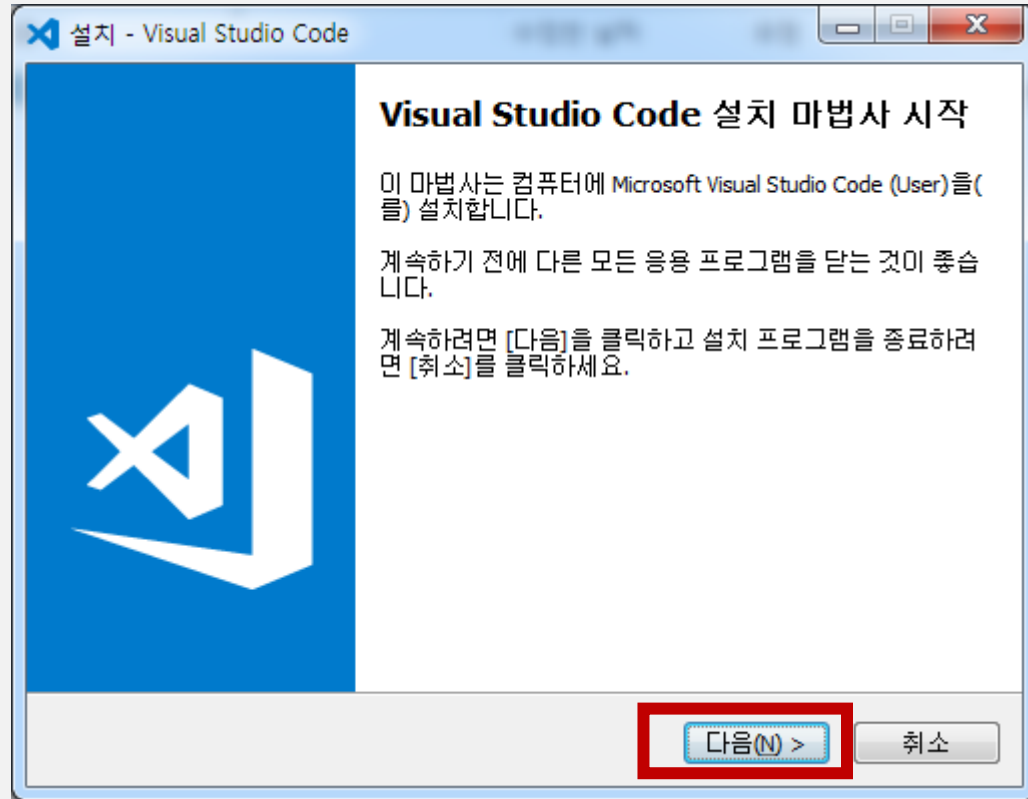 설치 - Visual Studio Code
Visual Studio Code 설치 마법사 시작
이 마법사는 컴퓨터에 Microsoft Visual Studio Code (User)을(
를) 설치합니다.
계속하기 전에 다른 모든 응용 프로그램을 닫는 것이 좋습
니다.
계속하려면 [다음]을 클릭하고 설치 프로그램을 종료하려
면 [취소]를 클릭하세요.
다음(N) >
취소